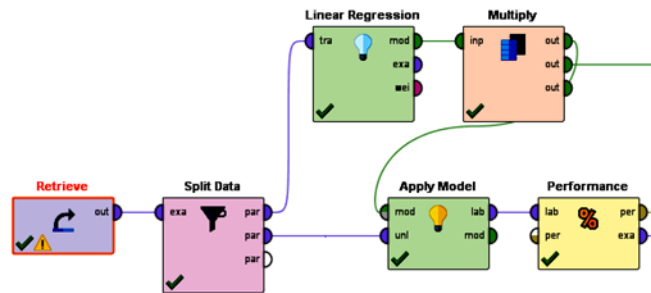 Linear Regression
tra
mod
exa
wei
Multiply
inp
out
out
out
Retrieve
out
Split Data
exa
par
par
par
Apply Model
mod
unl
lab
mod
Performance
lab
per
%
per
exa